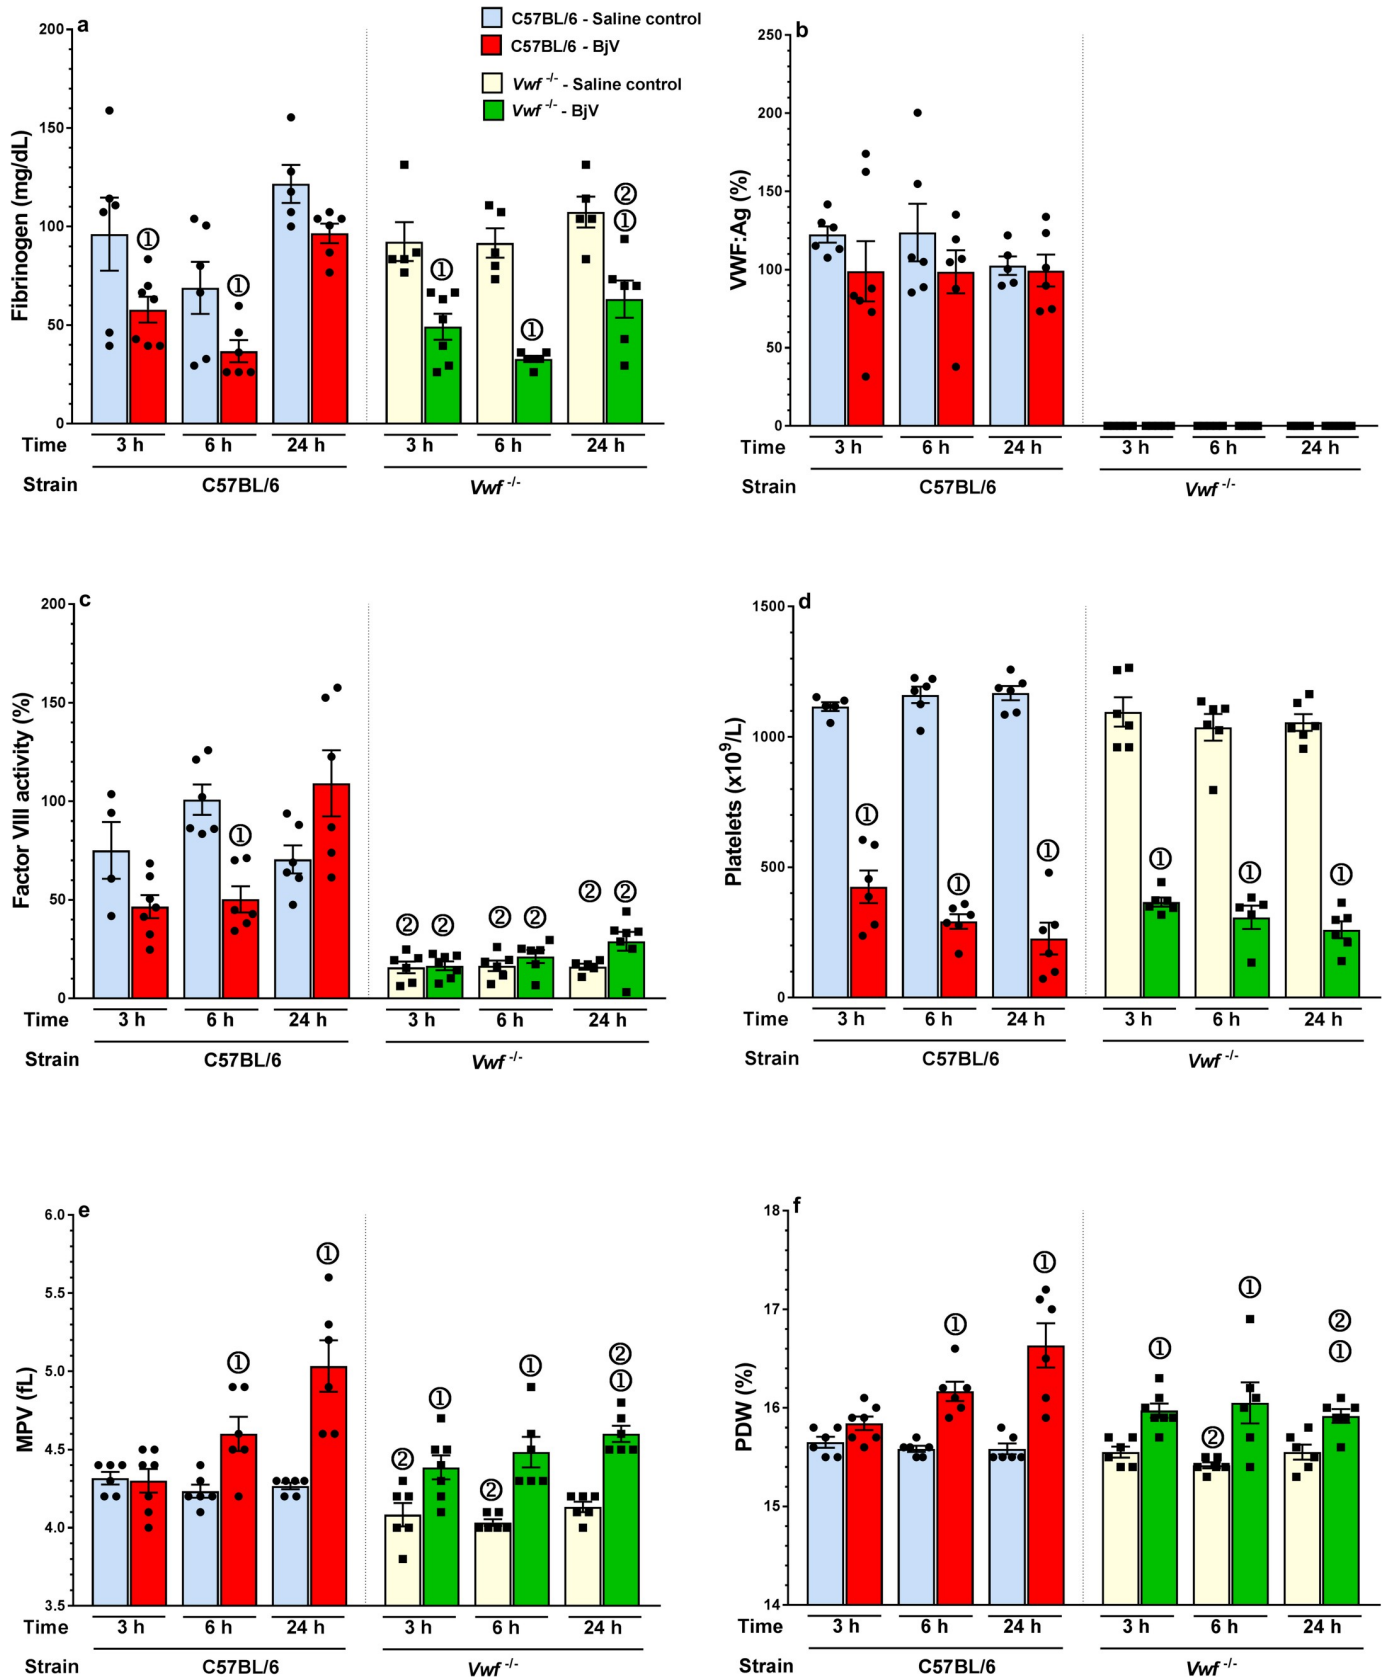 a
C57BL/6 - Saline control
C57BL/6 - BjV
Vwf -/- - Saline control
Vwf -/- - BjV
Fibrinogen (mg/dL)
200
150
100
50
0
① ① ① ① ② ①
Time 3 h 6 h 24 h 3 h 6 h 24 h
Strain C57BL/6 Vwf -/-
b
VWF:Ag (%)
250
200
150
100
50
0
Time 3 h 6 h 24 h 3 h 6 h 24 h
Strain C57BL/6 Vwf -/-
c
Factor VIII activity (%)
200
150
100
50
0
① ② ② ② ② ② ②
Time 3 h 6 h 24 h 3 h 6 h 24 h
Strain C57BL/6 Vwf -/-
d
Platelets (x10⁹/L)
1500
1000
500
0
① ① ① ① ① ①
Time 3 h 6 h 24 h 3 h 6 h 24 h
Strain C57BL/6 Vwf -/-
e
MPV (fL)
6.0
5.5
5.0
4.5
4.0
3.5
① ① ② ① ② ① ② ①
Time 3 h 6 h 24 h 3 h 6 h 24 h
Strain C57BL/6 Vwf -/-
f
PDW (%)
18
17
16
15
14
① ① ① ② ① ② ①
Time 3 h 6 h 24 h 3 h 6 h 24 h
Strain C57BL/6 Vwf -/-